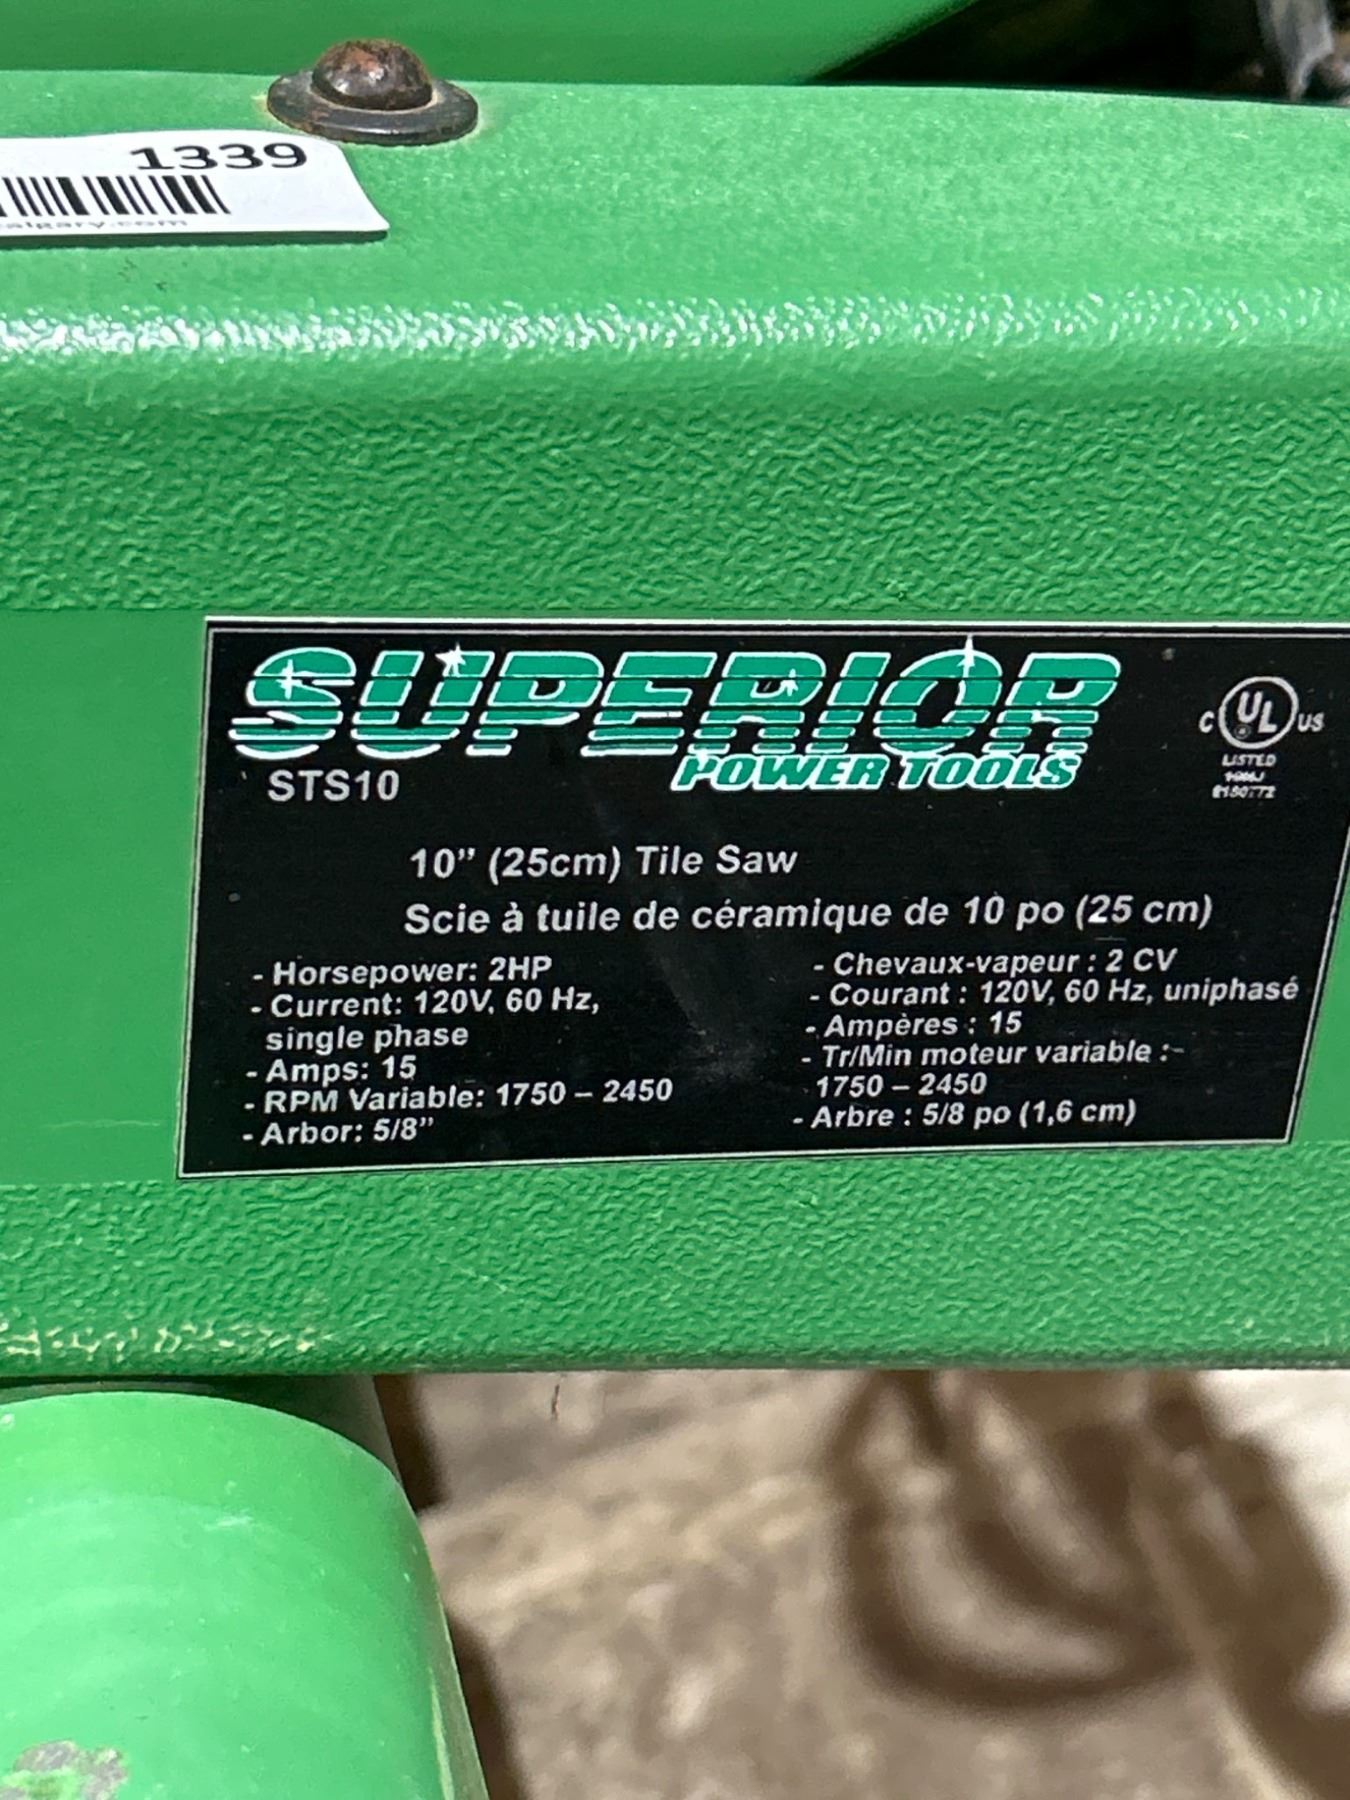 1339
SUPERIOR
POWER TOOLS
STS10
C UL US
LISTED
10" (25cm) Tile Saw
Scie à tuile de céramique de 10 po (25 cm)
- Horsepower: 2HP
- Current: 120V, 60 Hz,
single phase
- Amps: 15
- RPM Variable: 1750 – 2450
- Arbor: 5/8"
- Chevaux-vapeur : 2 CV
- Courant : 120V, 60 Hz, uniphasé
- Ampères : 15
- Tr/Min moteur variable :-
1750 – 2450
- Arbre : 5/8 po (1,6 cm)